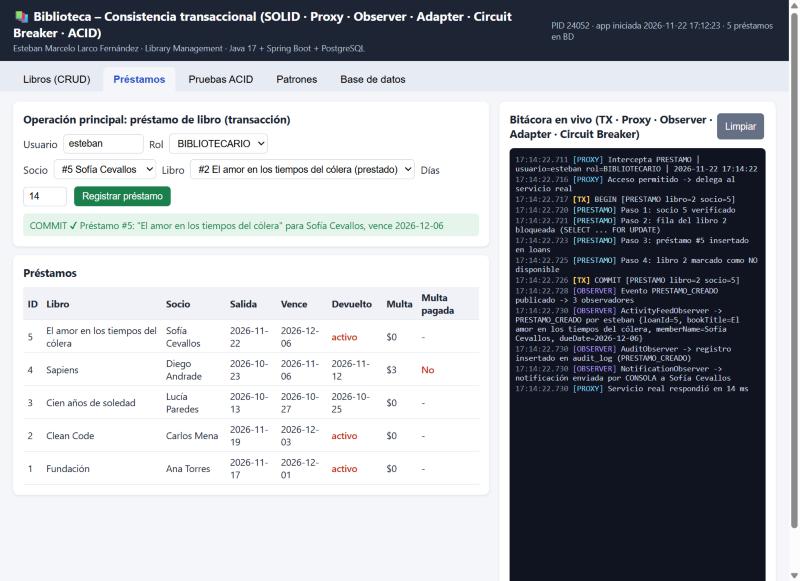 📚 Biblioteca – Consistencia transaccional (SOLID · Proxy · Observer · Adapter · Circuit
Breaker · ACID)
Esteban Marcelo Larco Fernández · Library Management · Java 17 + Spring Boot + PostgreSQL
PID 24052 · app iniciada 2026-11-22 17:12:23 · 5 préstamos
en BD
Libros (CRUD) Préstamos Pruebas ACID Patrones Base de datos
Operación principal: préstamo de libro (transacción)
Usuario esteban Rol BIBLIOTECARIO
Socio #5 Sofía Cevallos Libro #2 El amor en los tiempos del cólera (prestado) Días
14 Registrar préstamo
COMMIT ✔ Préstamo #5: "El amor en los tiempos del cólera" para Sofía Cevallos, vence 2026-12-06
Préstamos
ID Libro Socio Salida Vence Devuelto Multa Multa
pagada
5 El amor en los tiempos del
cólera Sofía
Cevallos 2026-11-
22 2026-12-
06 activo $0 -
4 Sapiens Diego
Andrade 2026-10-
23 2026-11-
06 2026-11-
12 $3 No
3 Cien años de soledad Lucía
Paredes 2026-10-
13 2026-10-
27 2026-10-
25 $0 -
2 Clean Code Carlos Mena 2026-11-
19 2026-12-
03 activo $0 -
1 Fundación Ana Torres 2026-11-
17 2026-12-
01 activo $0 -
Bitácora en vivo (TX · Proxy · Observer ·
Adapter · Circuit Breaker)
Limpiar
17:14:22.711 [PROXY] Intercepta PRESTAMO |
usuario=esteban rol=BIBLIOTECARIO | 2026-11-22 17:14:22
17:14:22.716 [PROXY] Acceso permitido -> delega al
servicio real
17:14:22.717 [TX] BEGIN [PRESTAMO libro=2 socio=5]
17:14:22.720 [PRESTAMO] Paso 1: socio 5 verificado
17:14:22.721 [PRESTAMO] Paso 2: fila del libro 2
bloqueada (SELECT ... FOR UPDATE)
17:14:22.723 [PRESTAMO] Paso 3: préstamo #5 insertado
en loans
17:14:22.725 [PRESTAMO] Paso 4: libro 2 marcado como NO
disponible
17:14:22.726 [TX] COMMIT [PRESTAMO libro=2 socio=5]
17:14:22.728 [OBSERVER] Evento PRESTAMO_CREADO
publicado -> 3 observadores
17:14:22.730 [OBSERVER] ActivityFeedObserver ->
PRESTAMO_CREADO por esteban {loanId=5, bookTitle=El
amor en los tiempos del cólera, memberName=Sofía
Cevallos, dueDate=2026-12-06}
17:14:22.730 [OBSERVER] AuditObserver -> registro
insertado en audit_log (PRESTAMO_CREADO)
17:14:22.730 [OBSERVER] NotificationObserver ->
notificación enviada por CONSOLA a Sofía Cevallos
17:14:22.730 [PROXY] Servicio real respondió en 14 ms